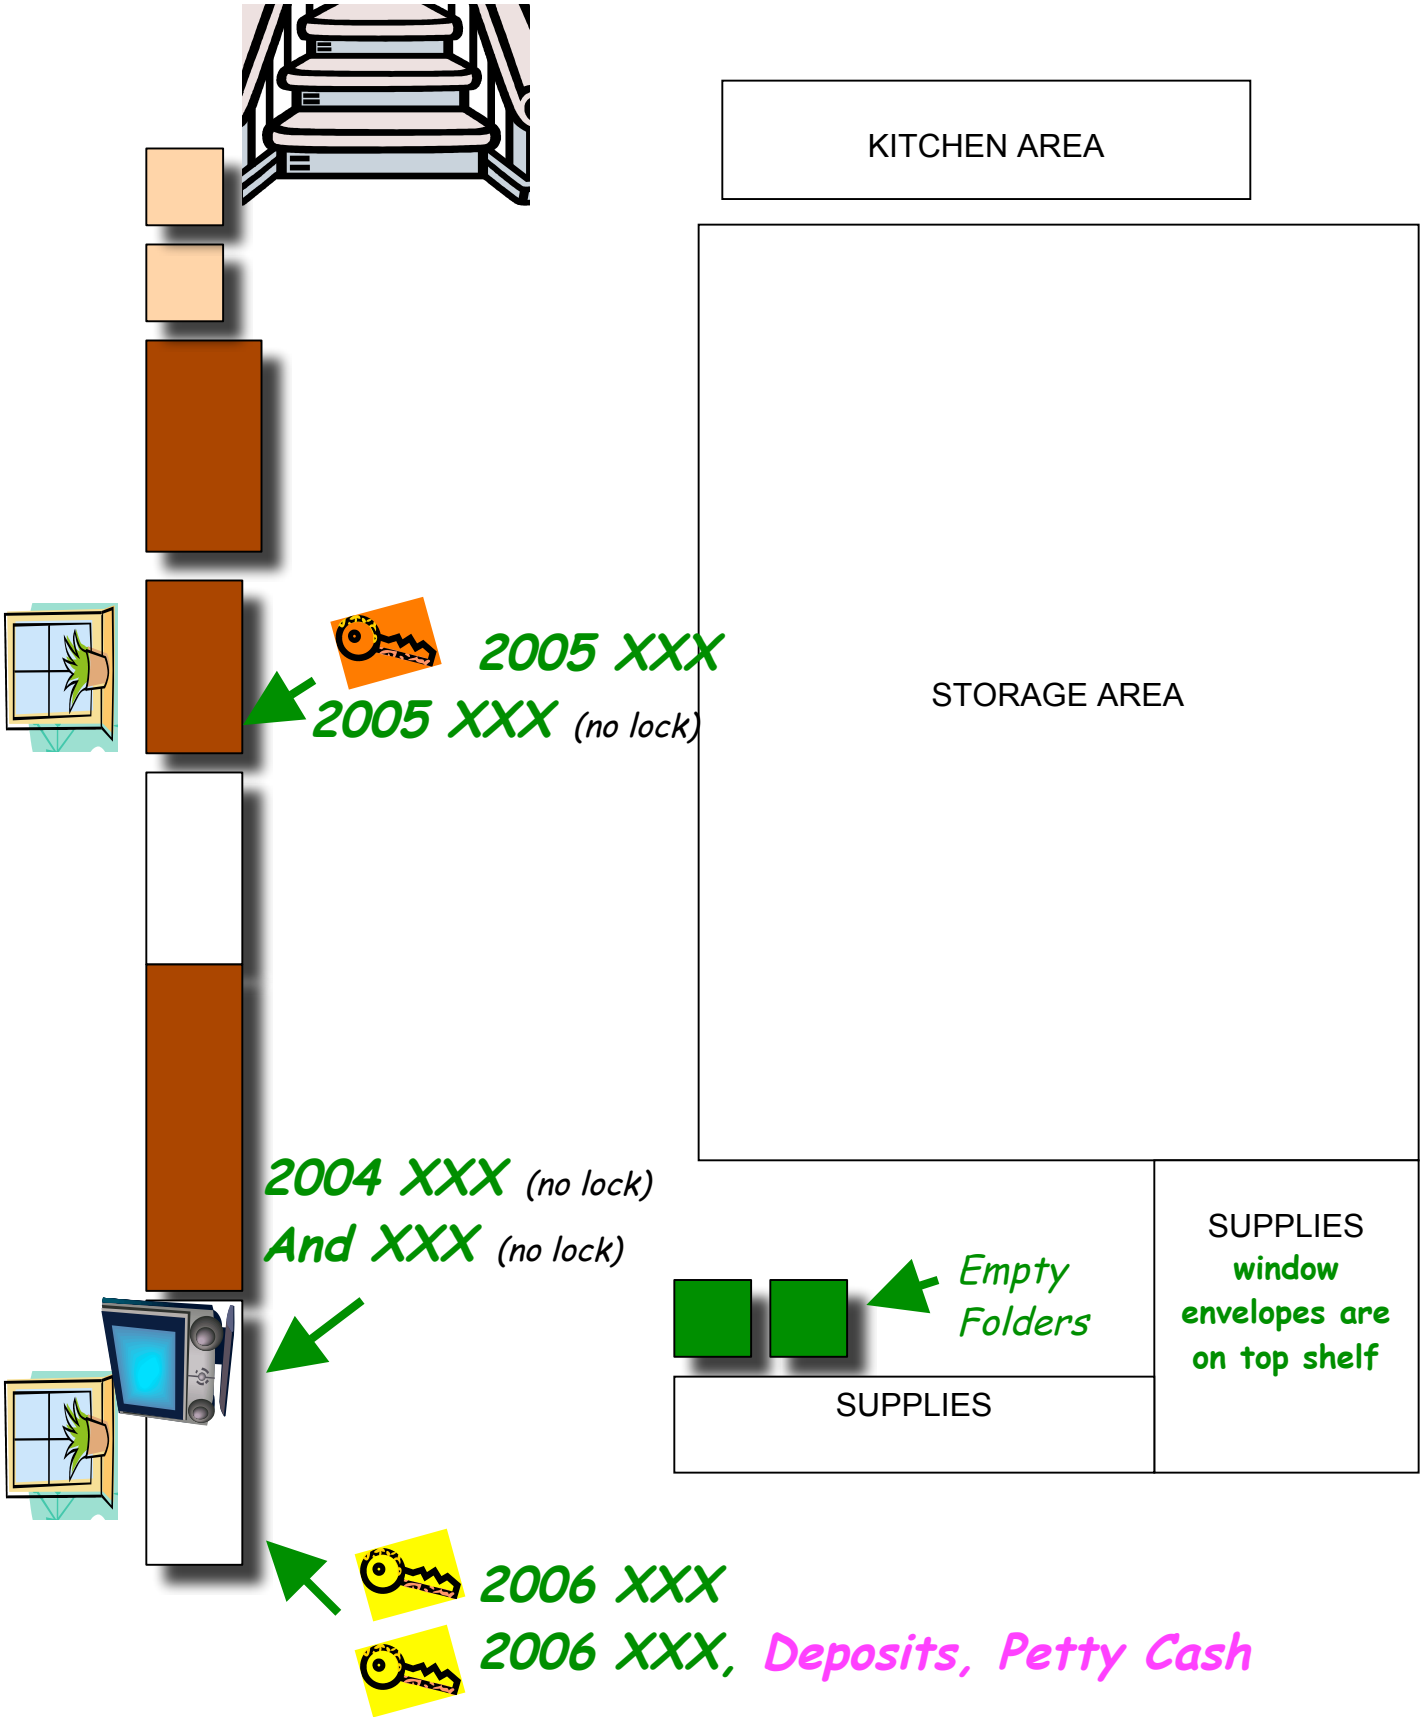 KITCHEN AREA
2005 XXX
2005 XXX (no lock)
STORAGE AREA
2004 XXX (no lock)
And XXX (no lock)
Empty
Folders
SUPPLIES
window
envelopes are
on top shelf
SUPPLIES
2006 XXX
2006 XXX, Deposits, Petty Cash